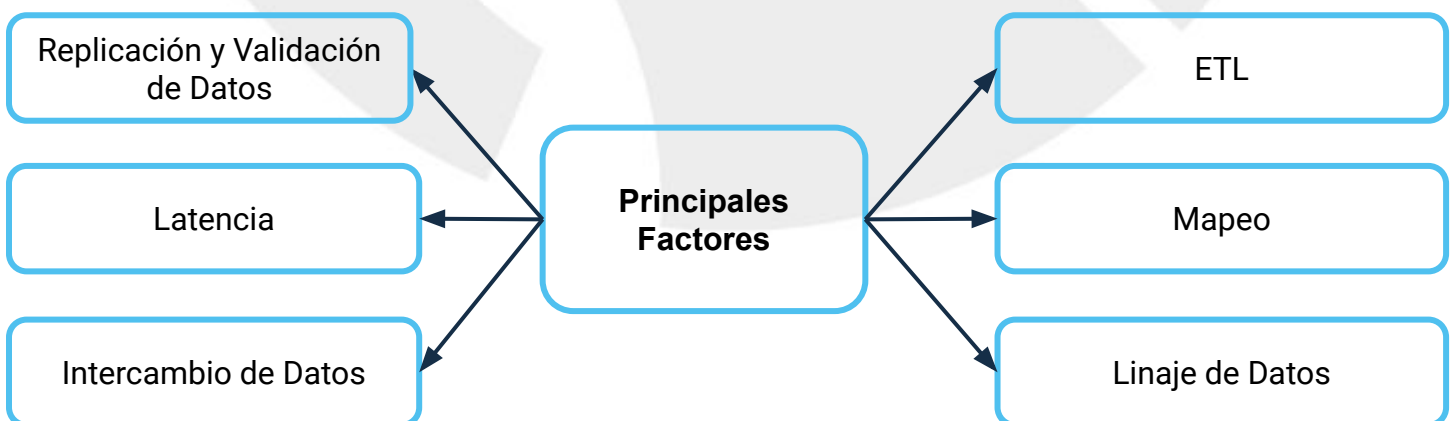 Replicación y Validación
de Datos
Latencia
Intercambio de Datos
Principales
Factores
ETL
Mapeo
Linaje de Datos